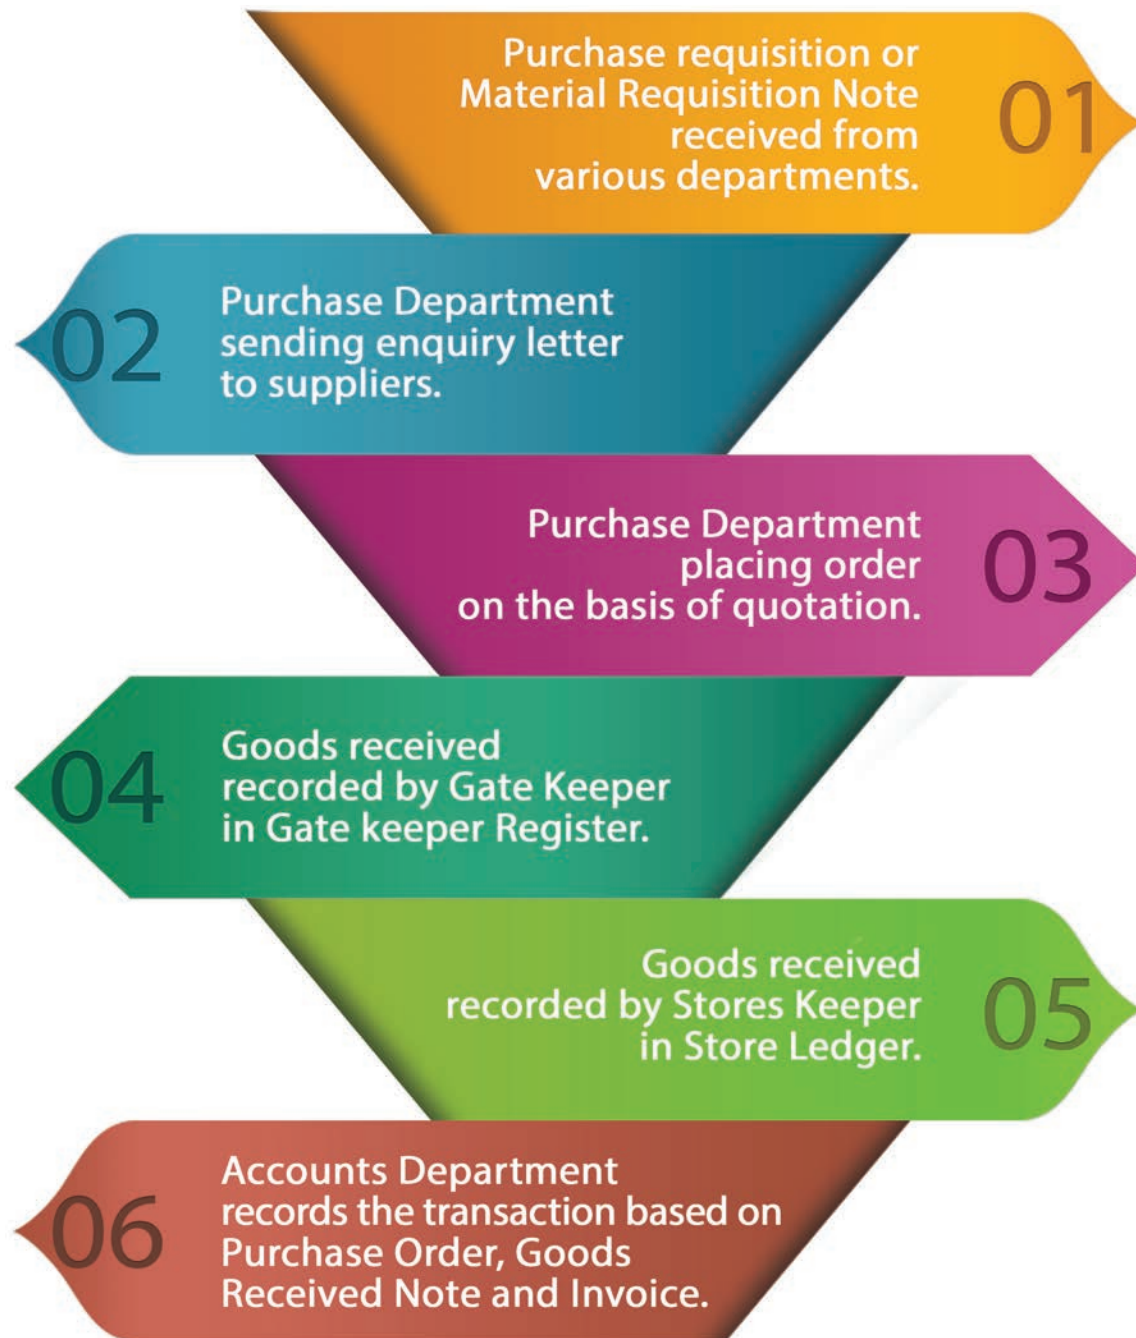 Purchase requisition or
Material Requisition Note
received from
various departments.
01
02
Purchase Department
sending enquiry letter
to suppliers.
Purchase Department
placing order
on the basis of quotation.
03
04
Goods received
recorded by Gate Keeper
in Gate keeper Register.
Goods received
recorded by Stores Keeper
in Store Ledger.
05
06
Accounts Department
records the transaction based on
Purchase Order, Goods
Received Note and Invoice.